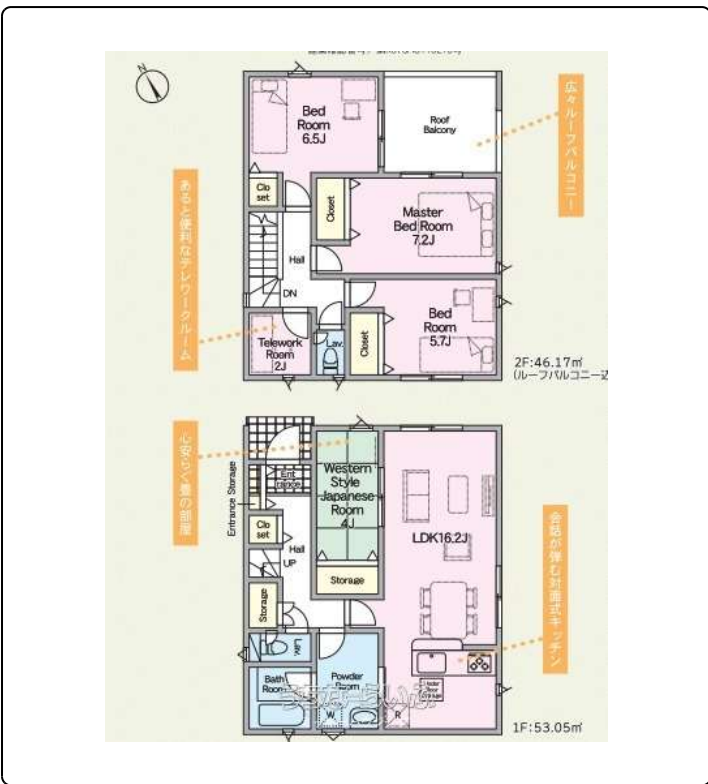 N
Bed
Room
6.5J
Roof
Balcony
広々ルーフバルコニー
Clo
set
Closet
Master
Bed Room
7.2J
あると便利なテレワークルーム
Hall
DN
Bed
Room
5.7J
Telework
Room
2J
Lav.
Closet
2F:46.17㎡
(ルーフバルコニー込
心安らぐ畳の部屋
Entrance Storage
Ent
rance
Western
Style
Japanese
Room
4J
LDK16.2J
Clo
set
Hall
UP
Storage
Storage
会話が弾む対面式キッチン
Lav.
Bath
Room
Powder
Room
Under
Floor
Storage
W
R
1F:53.05㎡